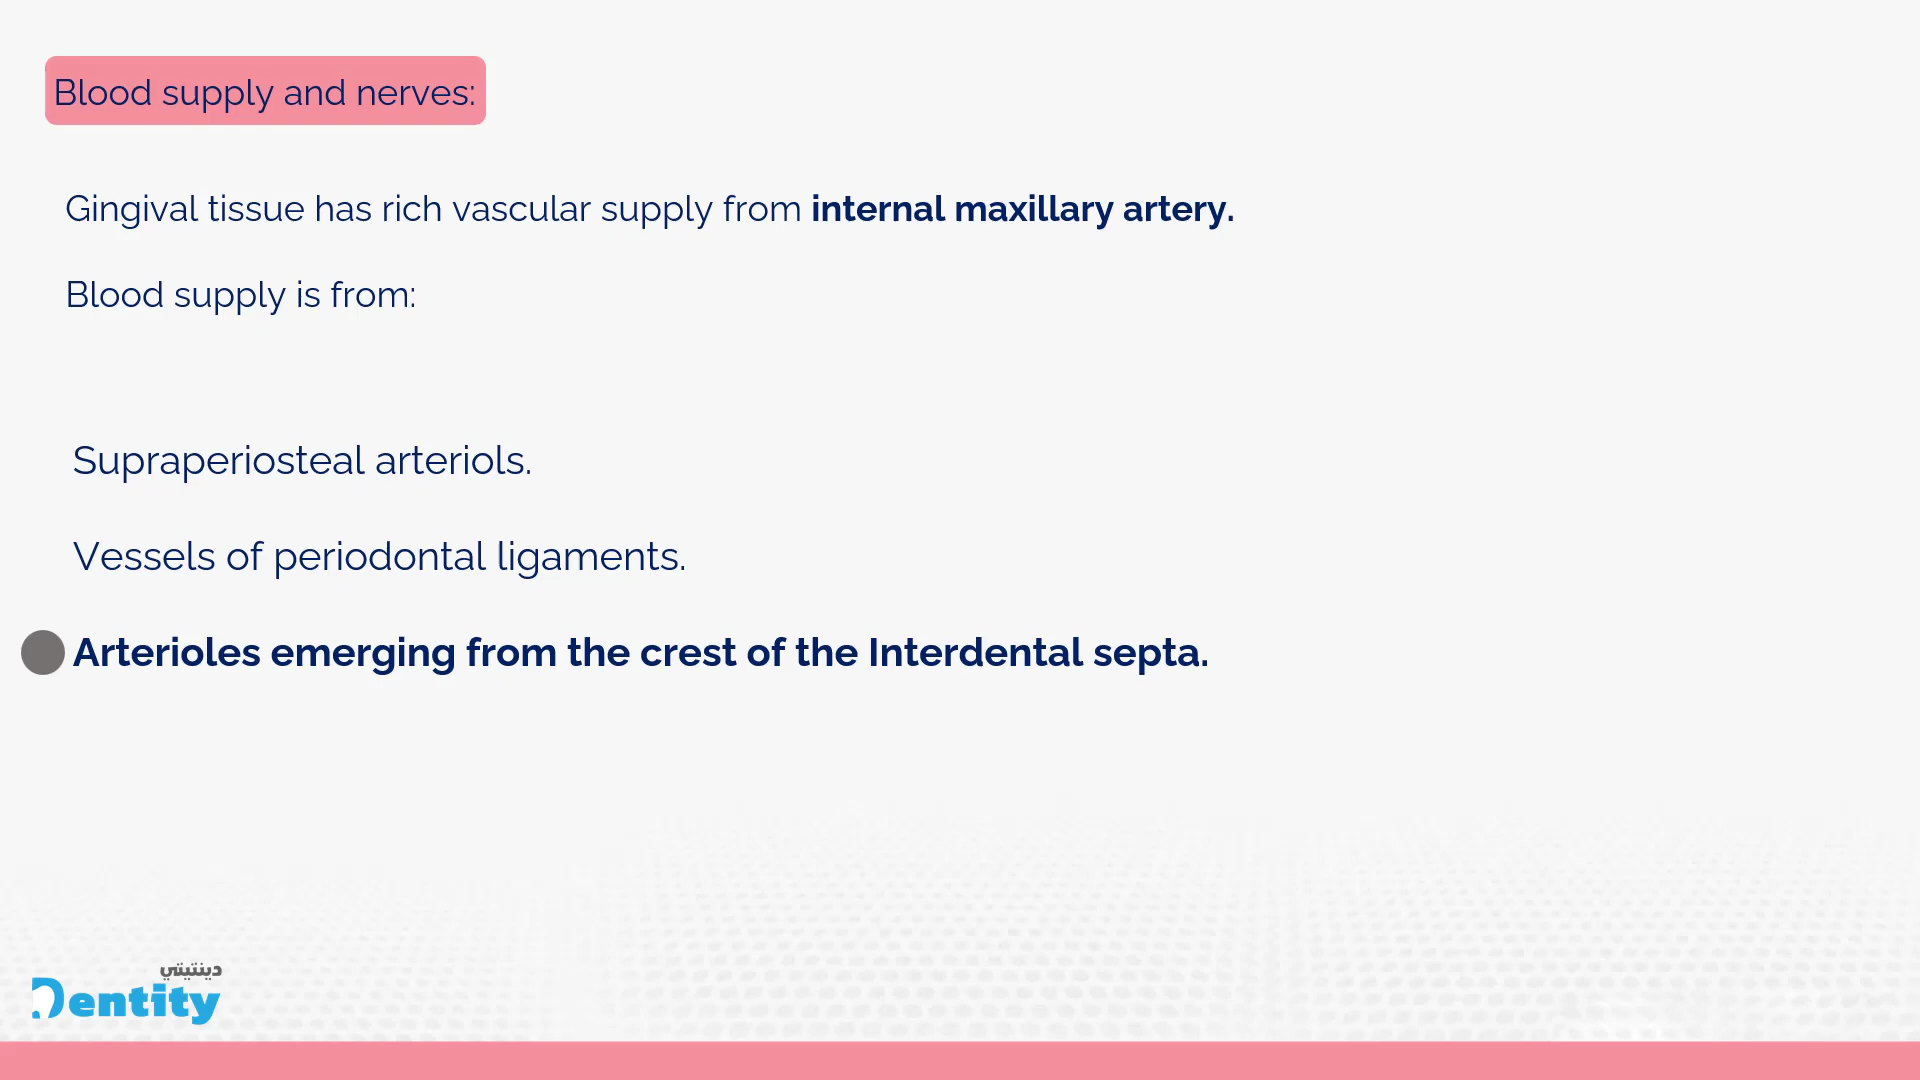 Blood supply and nerves:
Gingival tissue has rich vascular supply from internal maxillary artery.
Blood supply is from:
Supraperiosteal arteriols.
Vessels of periodontal ligaments.
Arterioles emerging from the crest of the Interdental septa.
دينتيتي
Dentity